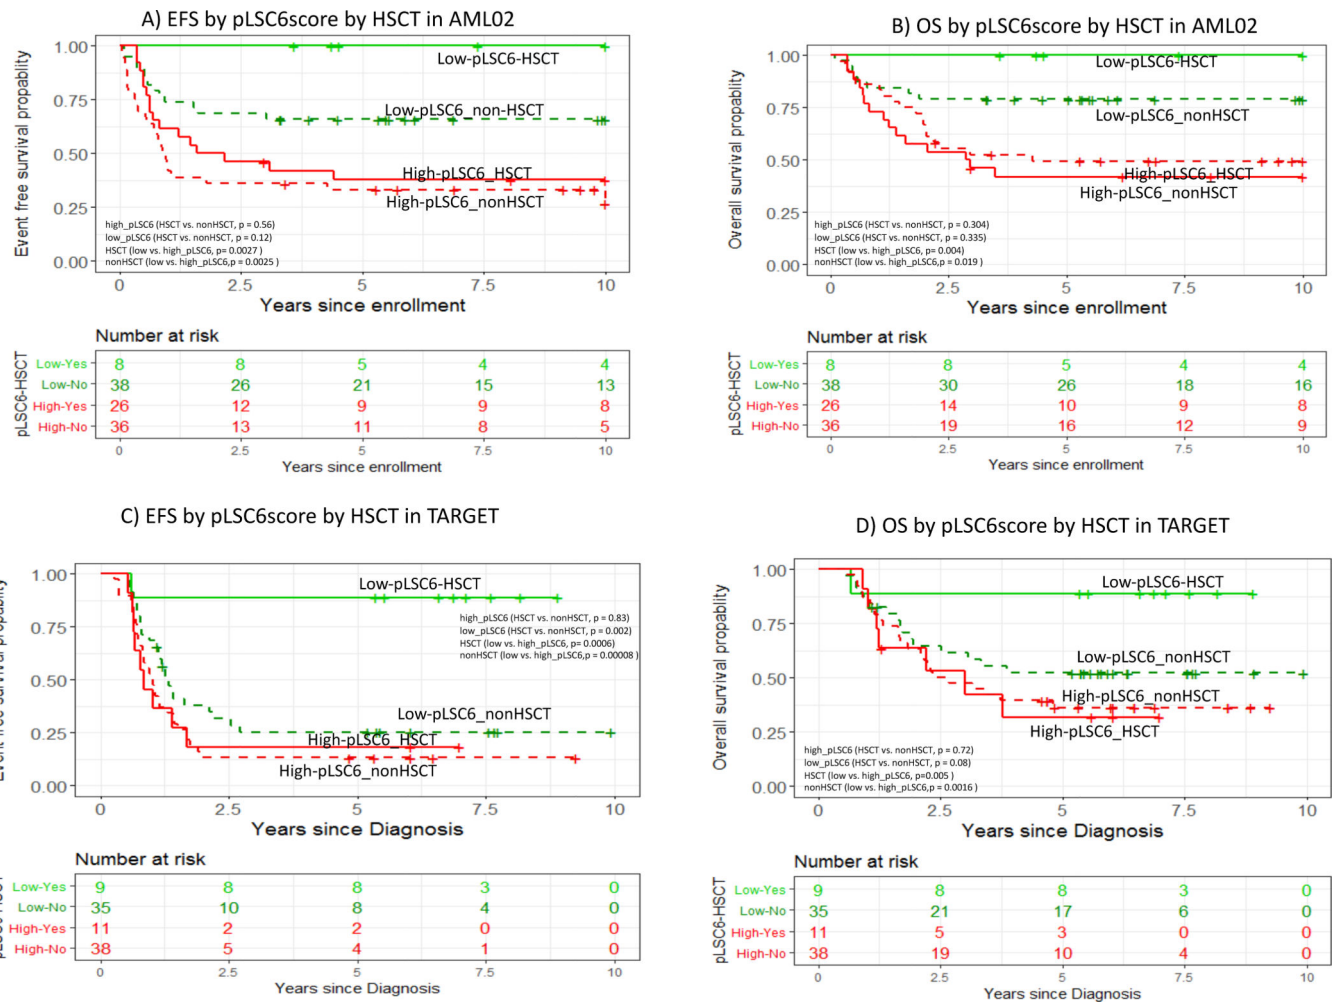 A) EFS by pLSC6score by HSCT in AML02
Event free survival propablity
1.00
0.75
0.50
0.25
0.00
Low-pLSC6-HSCT
Low-pLSC6_non-HSCT
High-pLSC6_HSCT
High-pLSC6_nonHSCT
high_pLSC6 (HSCT vs. nonHSCT, p = 0.56)
low_pLSC6 (HSCT vs. nonHSCT, p = 0.12)
HSCT (low vs. high_pLSC6, p= 0.0027 )
nonHSCT (low vs. high_pLSC6,p = 0.0025 )
0 2.5 5 7.5 10
Years since enrollment
Number at risk
pLSC6-HSCT
Low-Yes 8 8 5 4 4
Low-No 38 26 21 15 13
High-Yes 26 12 9 9 8
High-No 36 13 11 8 5
0 2.5 5 7.5 10
Years since enrollment
B) OS by pLSC6score by HSCT in AML02
Overall survival propablity
1.00
0.75
0.50
0.25
0.00
Low-pLSC6-HSCT
Low-pLSC6_nonHSCT
High-pLSC6_HSCT
High-pLSC6_nonHSCT
high_pLSC6 (HSCT vs. nonHSCT, p = 0.304)
low_pLSC6 (HSCT vs. nonHSCT, p = 0.335)
HSCT (low vs. high_pLSC6, p= 0.004)
nonHSCT (low vs. high_pLSC6,p = 0.019 )
0 2.5 5 7.5 10
Years since enrollment
Number at risk
pLSC6-HSCT
Low-Yes 8 8 5 4 4
Low-No 38 30 26 18 16
High-Yes 26 14 10 9 8
High-No 36 19 16 12 9
0 2.5 5 7.5 10
Years since enrollment
C) EFS by pLSC6score by HSCT in TARGET
Event free survival propablity
1.00
0.75
0.50
0.25
0.00
Low-pLSC6-HSCT
high_pLSC6 (HSCT vs. nonHSCT, p = 0.83)
low_pLSC6 (HSCT vs. nonHSCT, p = 0.002)
HSCT (low vs. high_pLSC6, p= 0.0006)
nonHSCT (low vs. high_pLSC6,p = 0.00008 )
Low-pLSC6_nonHSCT
High-pLSC6_HSCT
High-pLSC6_nonHSCT
0 2.5 5 7.5 10
Years since Diagnosis
Number at risk
pLSC6-HSCT
Low-Yes 9 8 8 3 0
Low-No 35 10 8 4 0
High-Yes 11 2 2 0 0
High-No 38 5 4 1 0
0 2.5 5 7.5 10
Years since Diagnosis
D) OS by pLSC6score by HSCT in TARGET
Overall survival propablity
1.00
0.75
0.50
0.25
0.00
Low-pLSC6-HSCT
Low-pLSC6_nonHSCT
High-pLSC6_nonHSCT
High-pLSC6_HSCT
high_pLSC6 (HSCT vs. nonHSCT, p = 0.72)
low_pLSC6 (HSCT vs. nonHSCT, p = 0.08)
HSCT (low vs. high_pLSC6, p=0.005 )
nonHSCT (low vs. high_pLSC6,p = 0.0016 )
0 2.5 5 7.5 10
Years since Diagnosis
Number at risk
pLSC6-HSCT
Low-Yes 9 8 8 3 0
Low-No 35 21 17 6 0
High-Yes 11 5 3 0 0
High-No 38 19 10 4 0
0 2.5 5 7.5 10
Years since Diagnosis